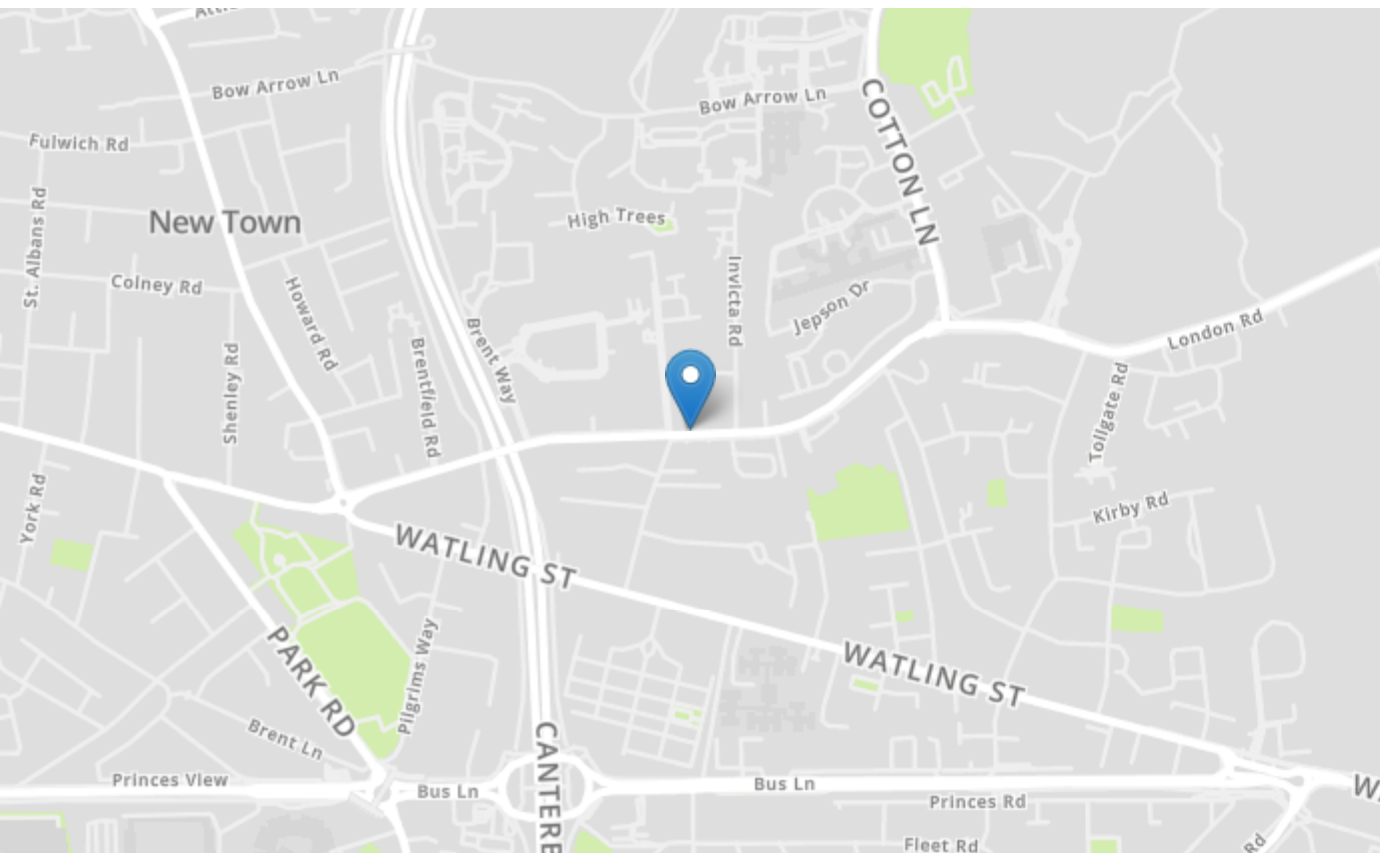 Bow Arrow Ln
Bow Arrow Ln
COTTON LN
Fulwich Rd
St. Albans Rd
New Town
High Trees
Colney Rd
Howard Rd
Invicta Rd
Jepson Dr
London Rd
Brent Way
Brentfield Rd
Shenley Rd
Tollgate Rd
York Rd
Kirby Rd
WATLING ST
PARK RD
Pilgrims Way
WATLING ST
Brent Ln
Princes View
Bus Ln
CANTERB
Bus Ln
Princes Rd
Fleet Rd
Rd